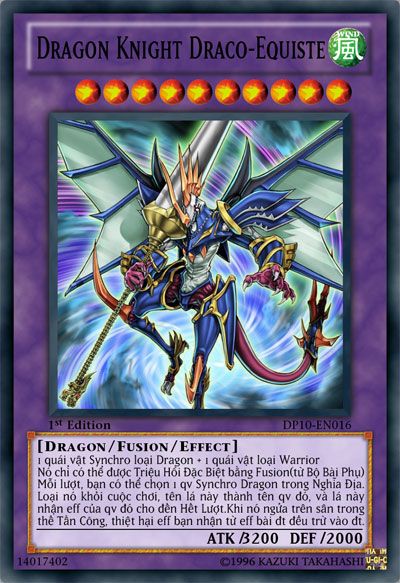 DRAGON KNIGHT DRACO-EQUISTE
WIND
風
1st Edition
DP10-EN016
[DRAGON/FUSION/EFFECT]
1 quái vật Synchro loại Dragon + 1 quái vật loại Warrior
Nó chỉ có thể được Triệu Hồi Đặc Biệt bằng Fusion(từ Bộ Bài Phụ)
Mỗi lượt, bạn có thể chọn 1 qv Synchro Dragon trong Nghĩa Địa.
Loại nó khỏi cuộc chơi, tên lá này thành tên qv đó, và lá này
nhận eff của qv đó cho đến Hết Lượt.Khi nó ngửa trên sân trong
thế Tấn Công, thiệt hại eff bạn nhận từ eff bài đt đều trừ vào đt.
ATK/3200 DEF/2000
14017402
©1996 KAZUKI TAKAHASHI